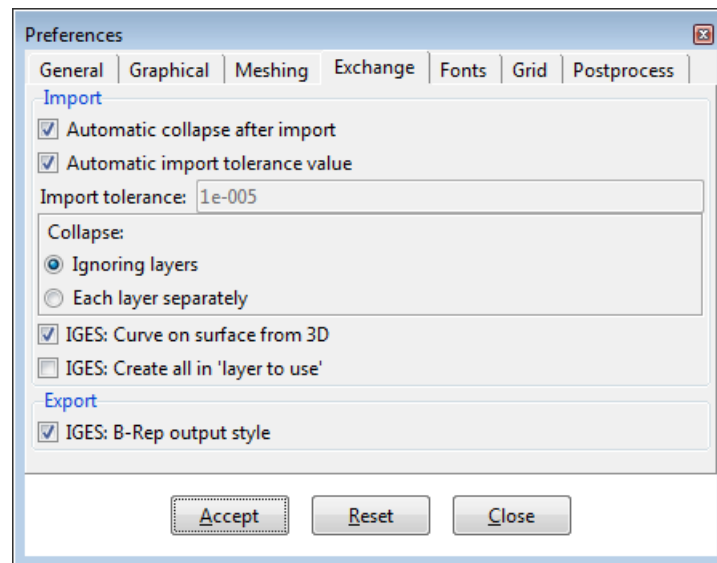 Preferences
General Graphical Meshing Exchange Fonts Grid Postprocess
Import
Automatic collapse after import
Automatic import tolerance value
Import tolerance: 1e-005
Collapse:
Ignoring layers
Each layer separately
IGES: Curve on surface from 3D
IGES: Create all in 'layer to use'
Export
IGES: B-Rep output style
Accept Reset Close